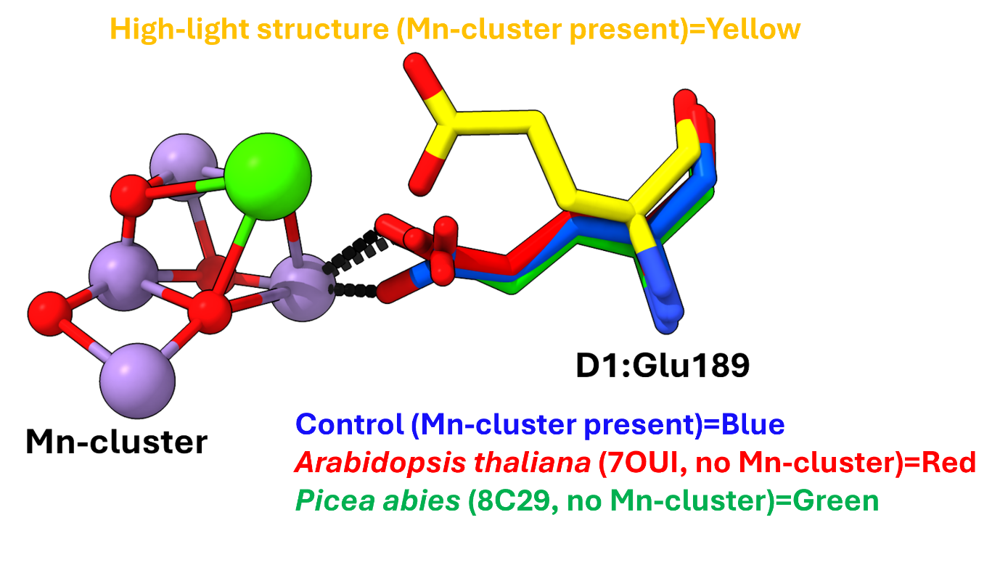 High-light structure (Mn-cluster present)=Yellow
D1:Glu189
Mn-cluster
Control (Mn-cluster present)=Blue
Arabidopsis thaliana (7OUI, no Mn-cluster)=Red
Picea abies (8C29, no Mn-cluster)=Green